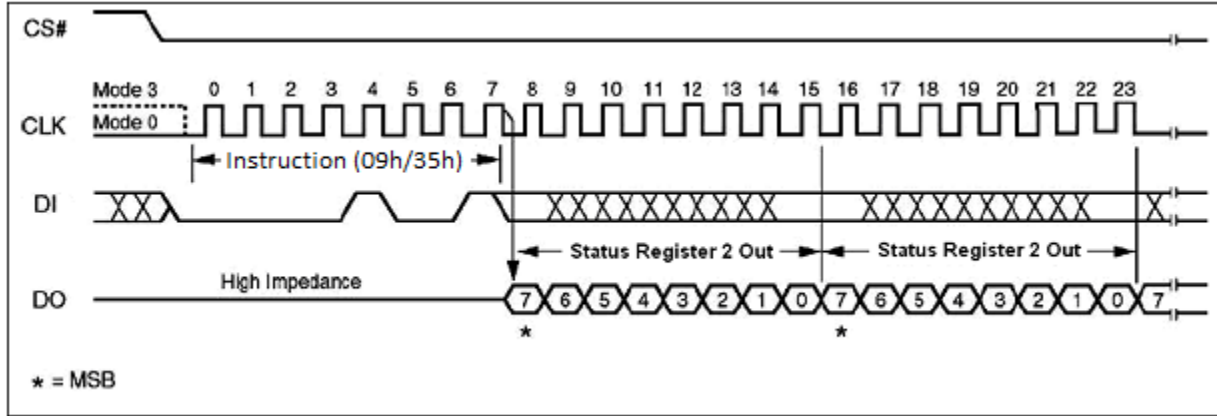 CS#
Mode 3 0 1 2 3 4 5 6 7 8 9 10 11 12 13 14 15 16 17 18 19 20 21 22 23
CLK Mode 0
Instruction (09h/35h)
DI
Status Register 2 Out Status Register 2 Out
High Impedance
DO 7 6 5 4 3 2 1 0 7 6 5 4 3 2 1 0 7
* *
* = MSB